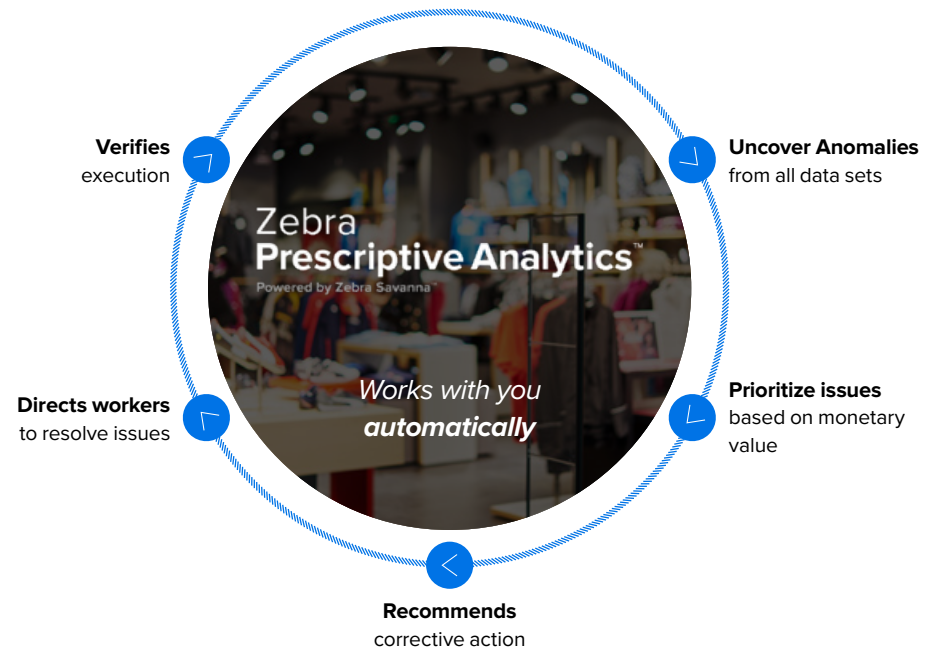 Verifies
execution
Uncover Anomalies
from all data sets
Zebra
Prescriptive Analytics™
Powered by Zebra Savanna™
Works with you
automatically
Directs workers
to resolve issues
Prioritize issues
based on monetary
value
Recommends
corrective action